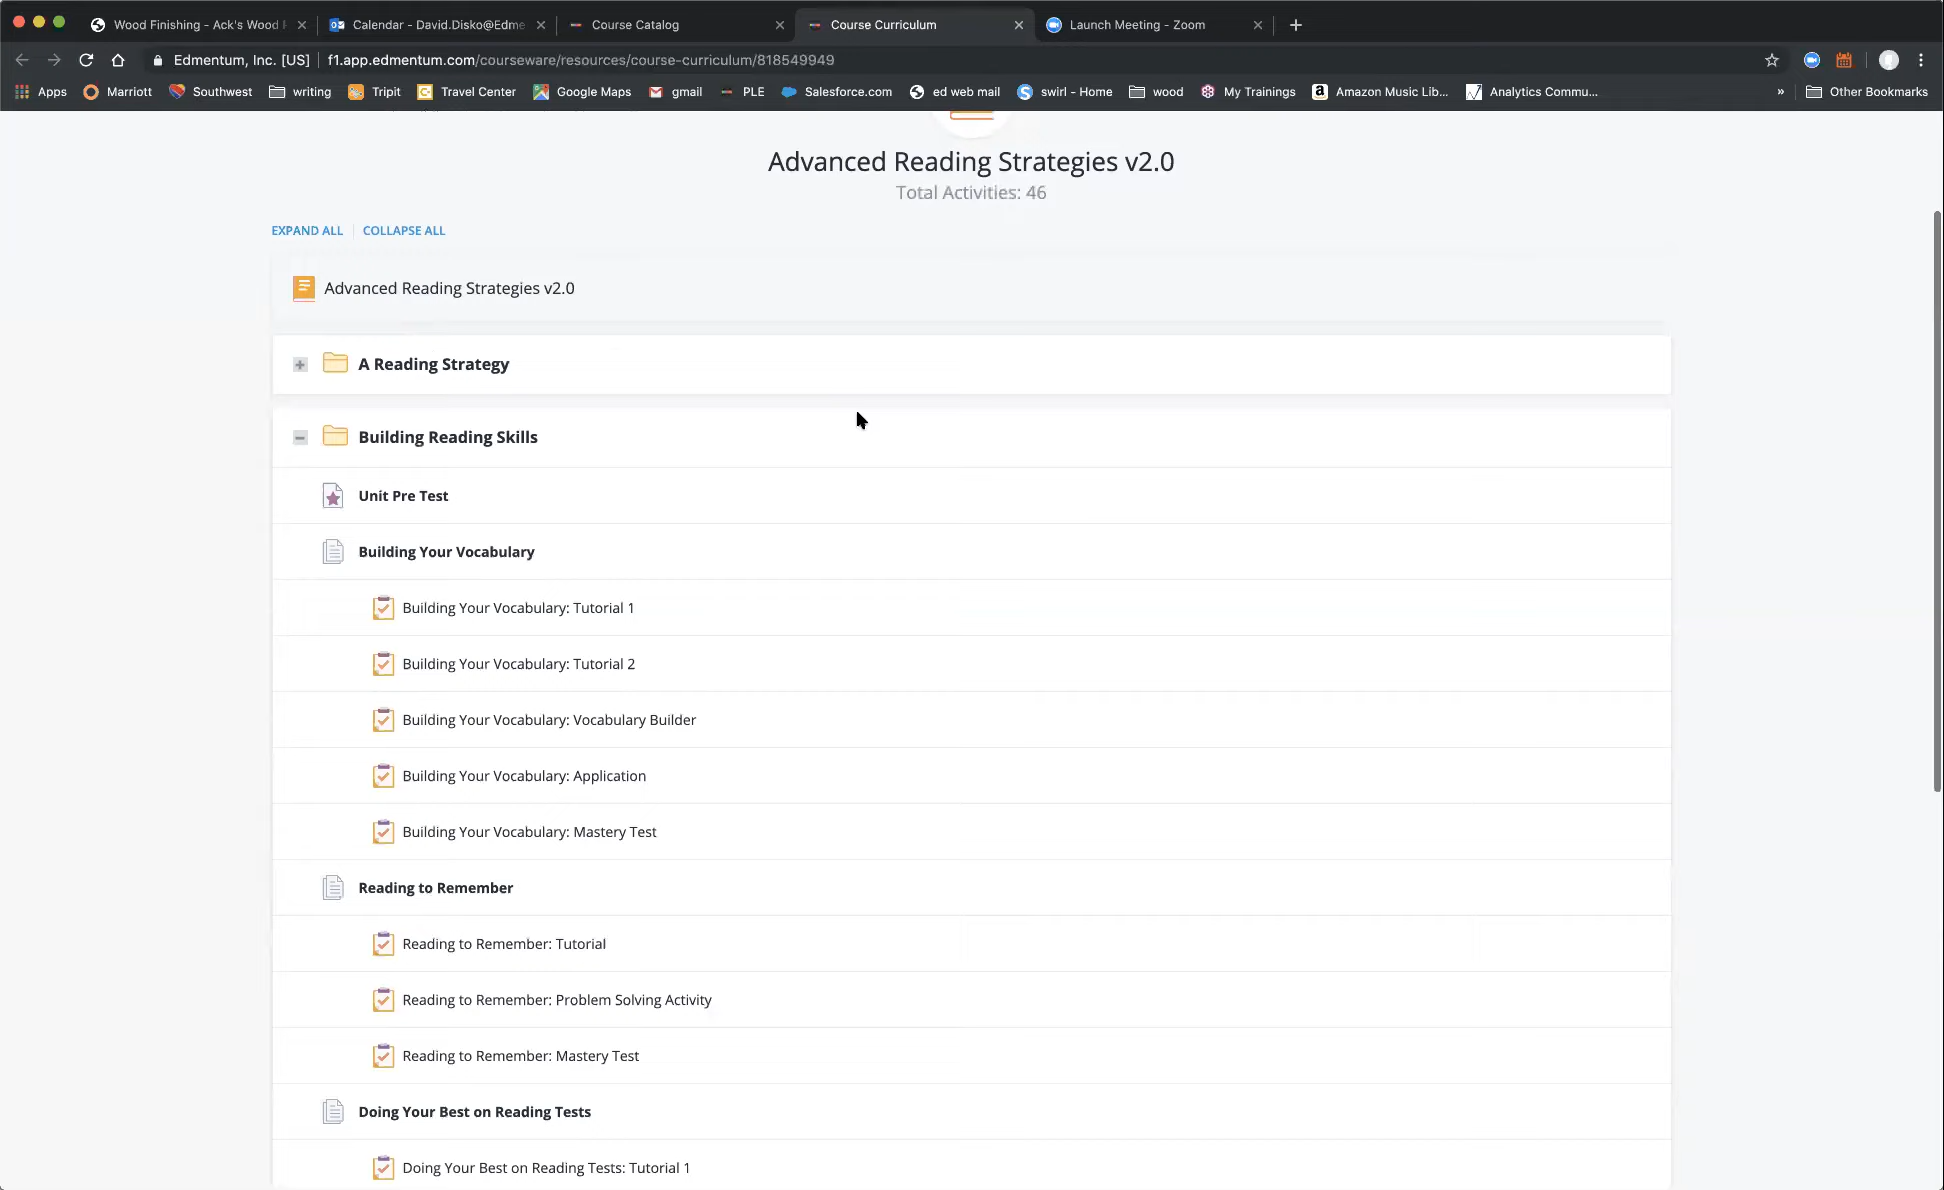 Wood Finishing - Ack's Wood
Calendar - David.Disko@Edme
Course Catalog
Course Curriculum
Launch Meeting - Zoom
Edmentum, Inc. [US] f1.app.edmentum.com/courseware/resources/course-curriculum/818549949
Apps Marriott Southwest writing Tripit Travel Center Google Maps gmail PLE Salesforce.com ed web mail swirl - Home wood My Trainings Amazon Music Lib... Analytics Commu... » Other Bookmarks
Advanced Reading Strategies v2.0
Total Activities: 46
EXPAND ALL COLLAPSE ALL
Advanced Reading Strategies v2.0
A Reading Strategy
Building Reading Skills
Unit Pre Test
Building Your Vocabulary
Building Your Vocabulary: Tutorial 1
Building Your Vocabulary: Tutorial 2
Building Your Vocabulary: Vocabulary Builder
Building Your Vocabulary: Application
Building Your Vocabulary: Mastery Test
Reading to Remember
Reading to Remember: Tutorial
Reading to Remember: Problem Solving Activity
Reading to Remember: Mastery Test
Doing Your Best on Reading Tests
Doing Your Best on Reading Tests: Tutorial 1